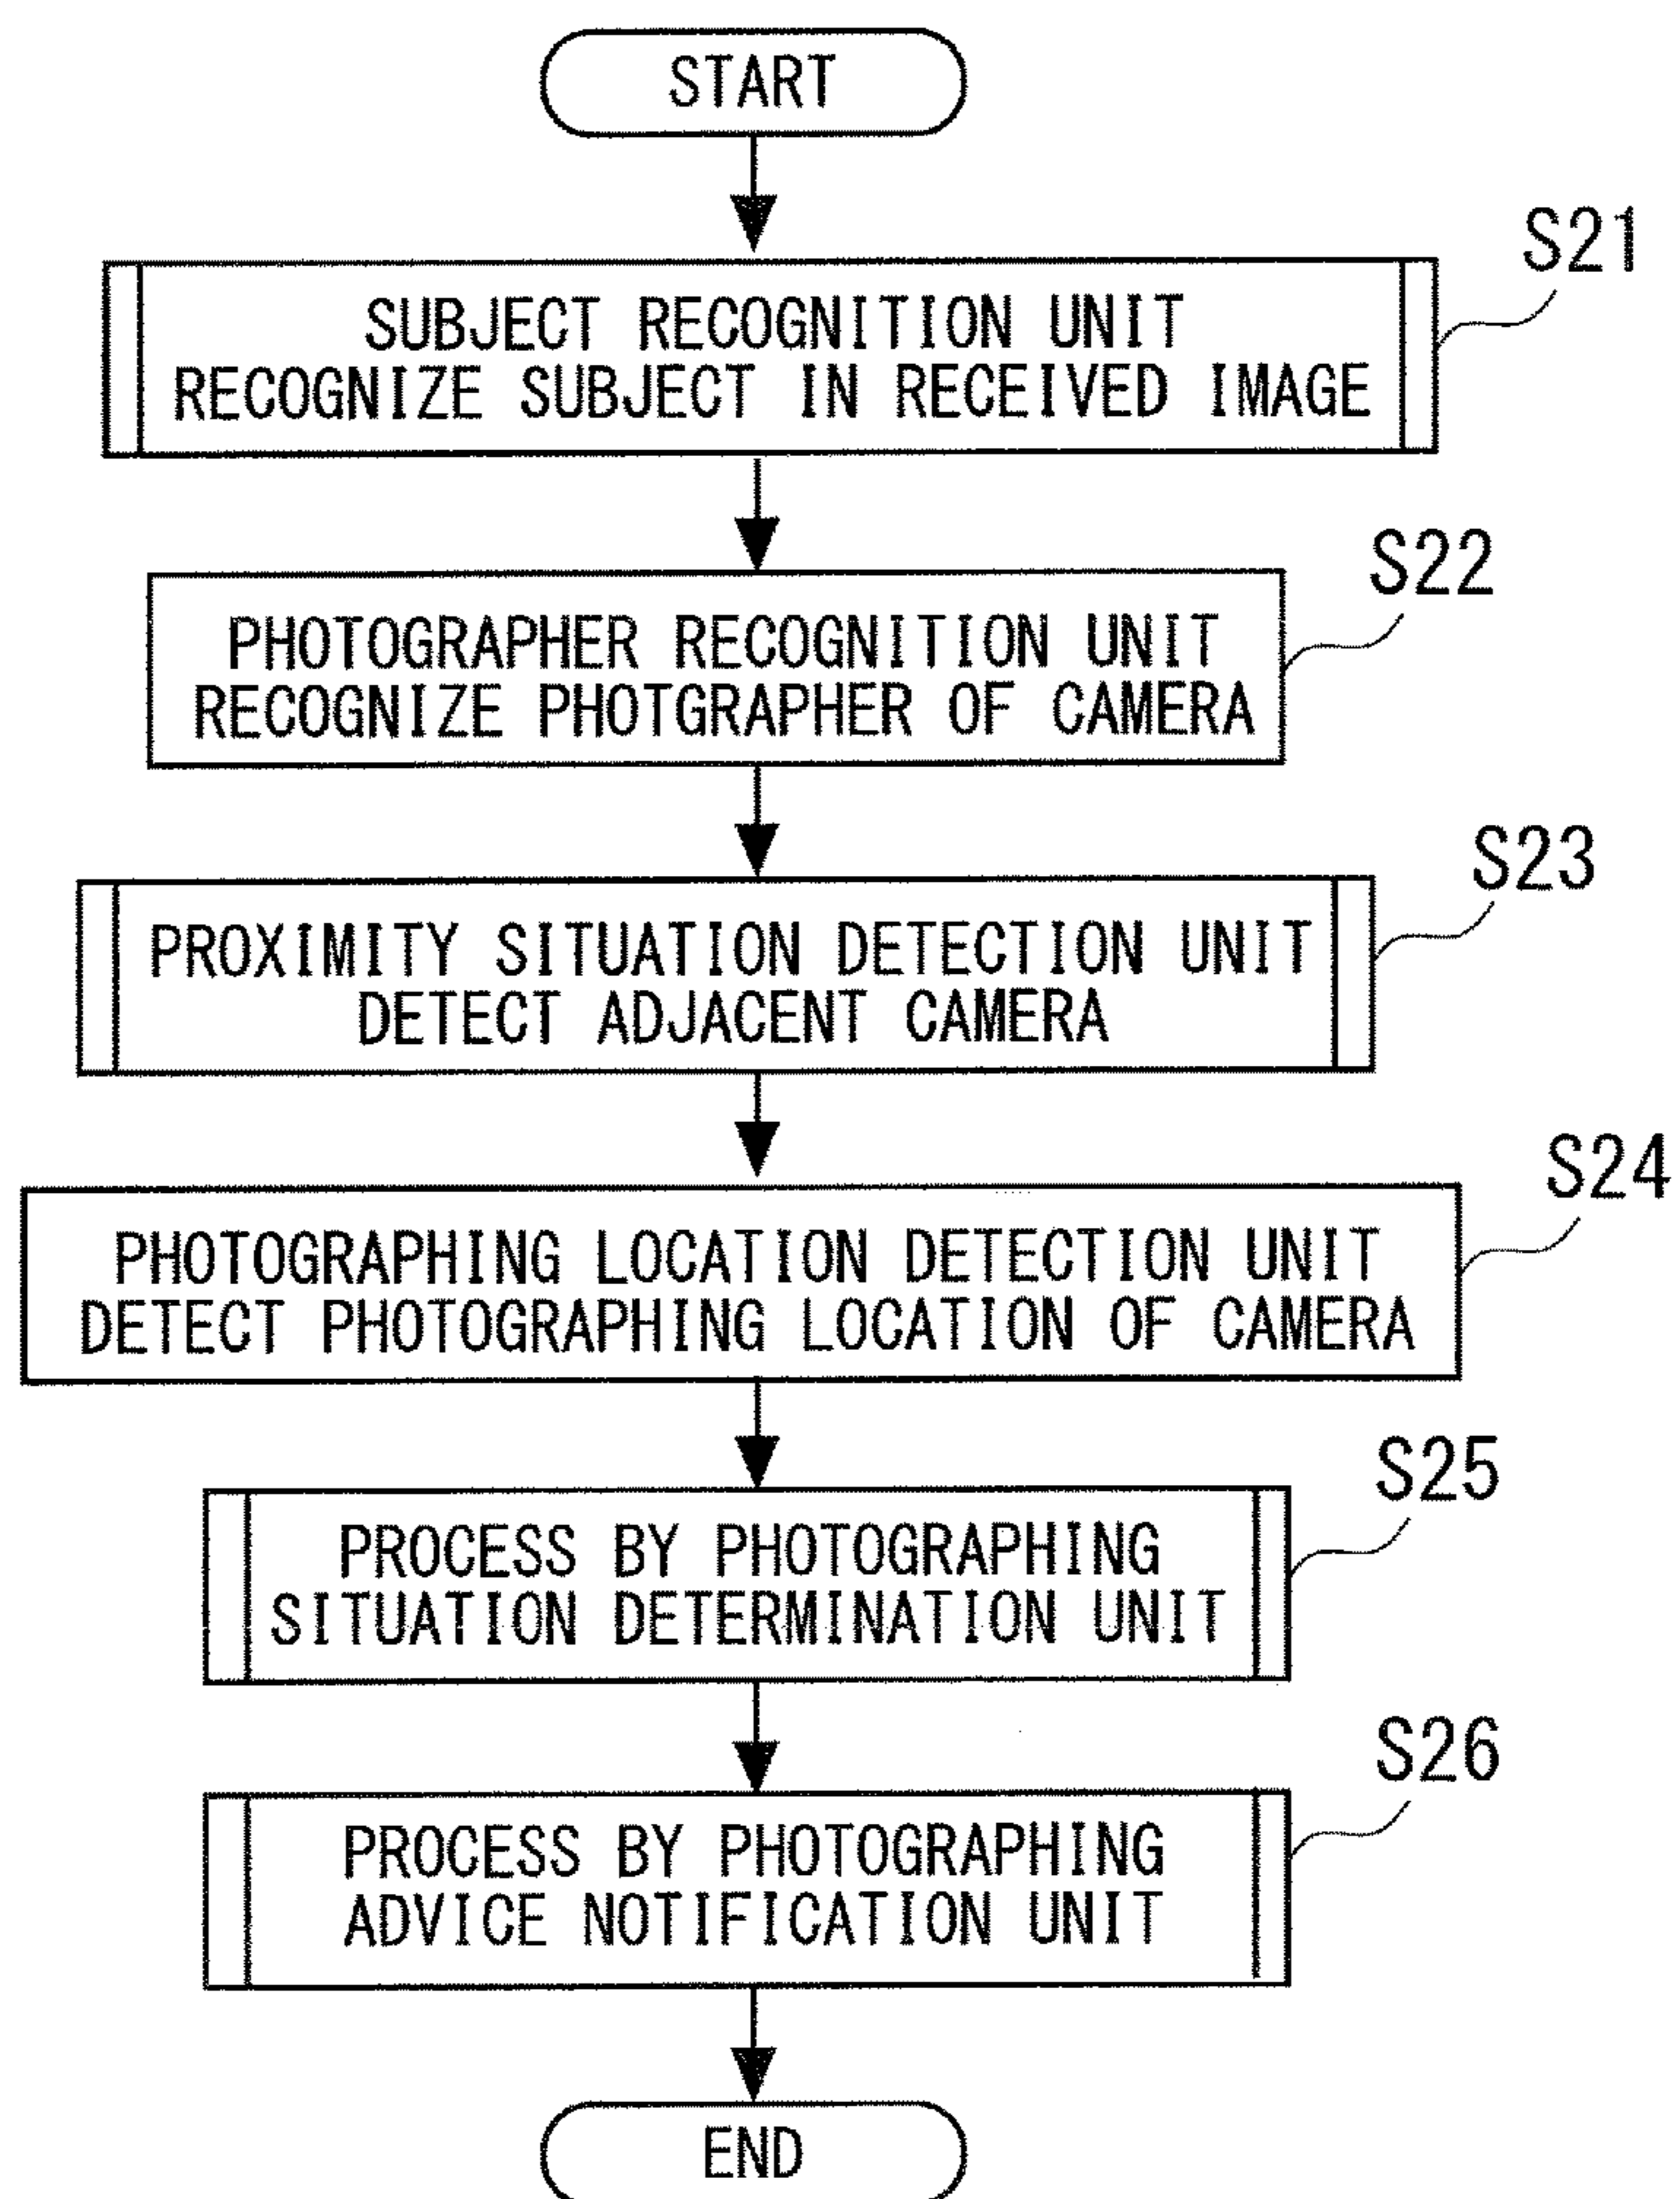 START
S21
SUBJECT RECOGNITION UNIT
RECOGNIZE SUBJECT IN RECEIVED IMAGE
S22
PHOTOGRAPHER RECOGNITION UNIT
RECOGNIZE PHOTGRAPHER OF CAMERA
S23
PROXIMITY SITUATION DETECTION UNIT
DETECT ADJACENT CAMERA
S24
PHOTOGRAPHING LOCATION DETECTION UNIT
DETECT PHOTOGRAPHING LOCATION OF CAMERA
S25
PROCESS BY PHOTOGRAPHING
SITUATION DETERMINATION UNIT
S26
PROCESS BY PHOTOGRAPHING
ADVICE NOTIFICATION UNIT
END